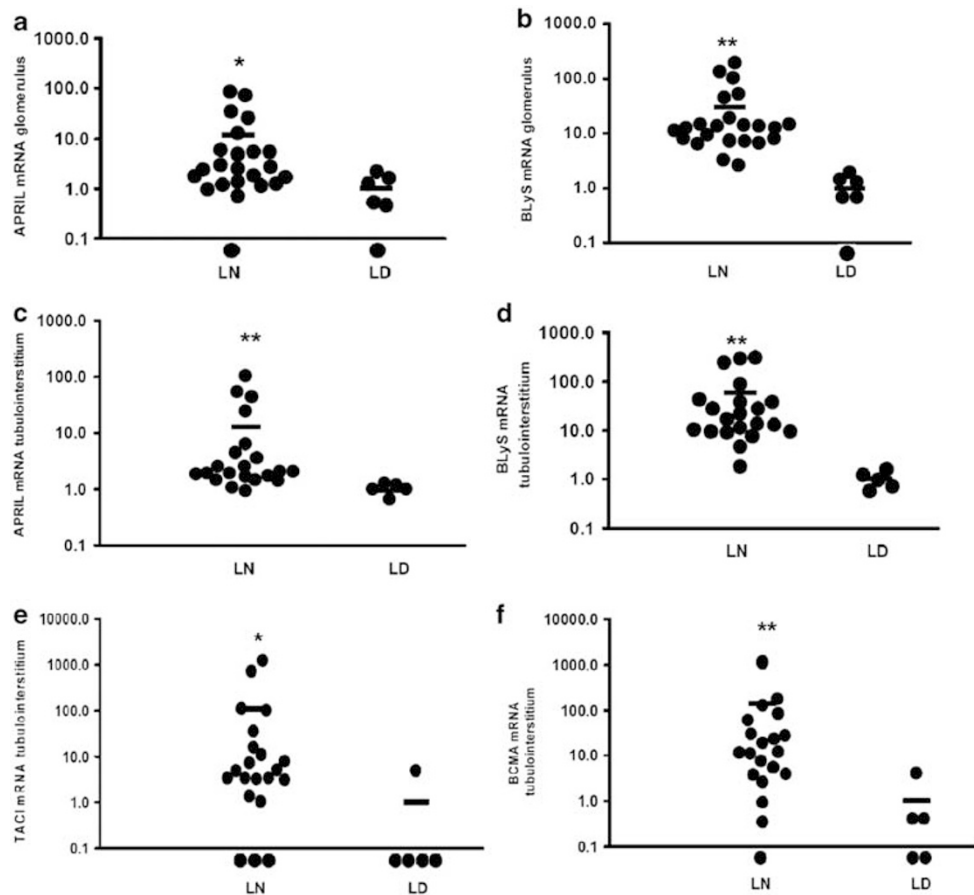 a
APRIL mRNA glomerulus
1000.0
100.0
10.0
1.0
0.1
*
LN
LD
b
BLyS mRNA glomerulus
1000.0
100.0
10.0
1.0
0.1
**
LN
LD
c
APRIL mRNA tubulointerstitium
1000.0
100.0
10.0
1.0
0.1
**
LN
LD
d
BLyS mRNA
tubulointerstitium
1000.0
100.0
10.0
1.0
0.1
**
LN
LD
e
TACI mRNA tubulointerstitium
10000.0
1000.0
100.0
10.0
1.0
0.1
*
LN
LD
f
BCMA mRNA
tubulointerstitium
10000.0
1000.0
100.0
10.0
1.0
0.1
**
LN
LD